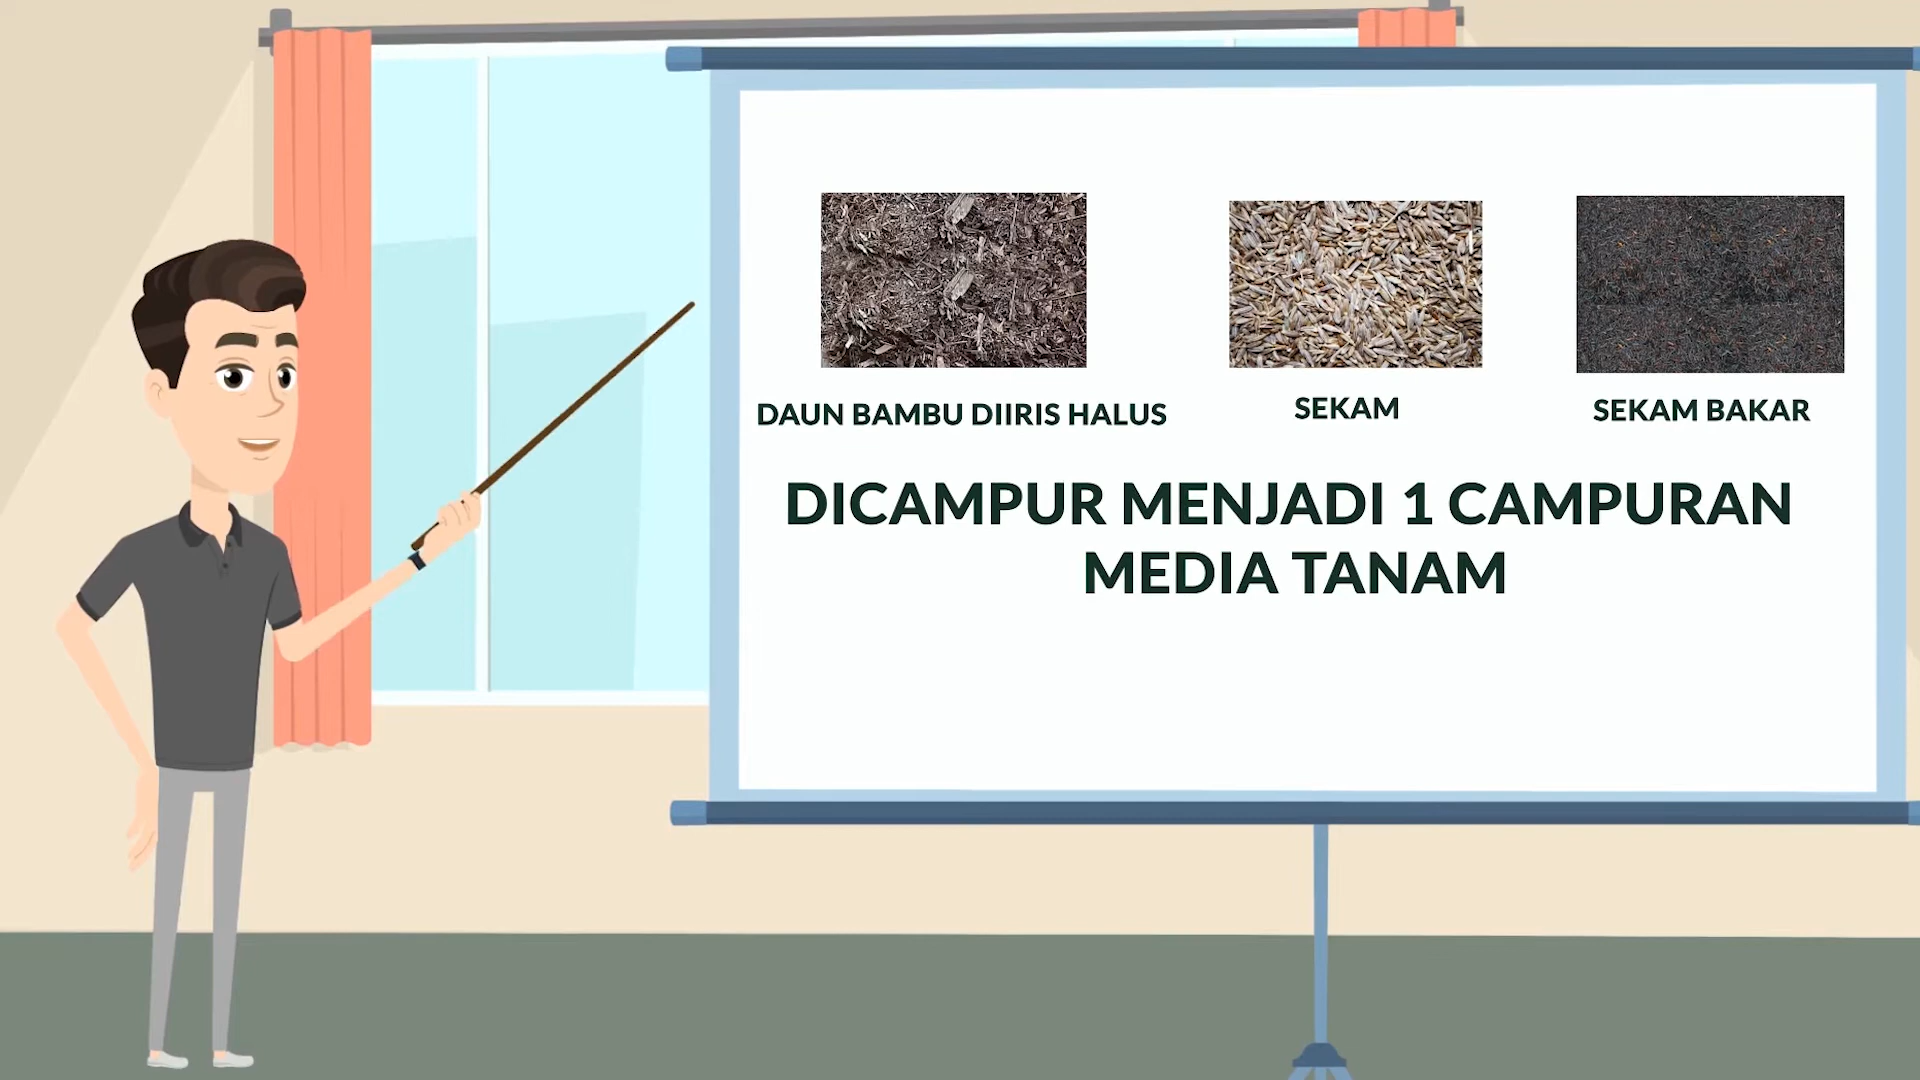 DAUN BAMBU DIIRIS HALUS
SEKAM
SEKAM BAKAR
DICAMPUR MENJADI 1 CAMPURAN
MEDIA TANAM